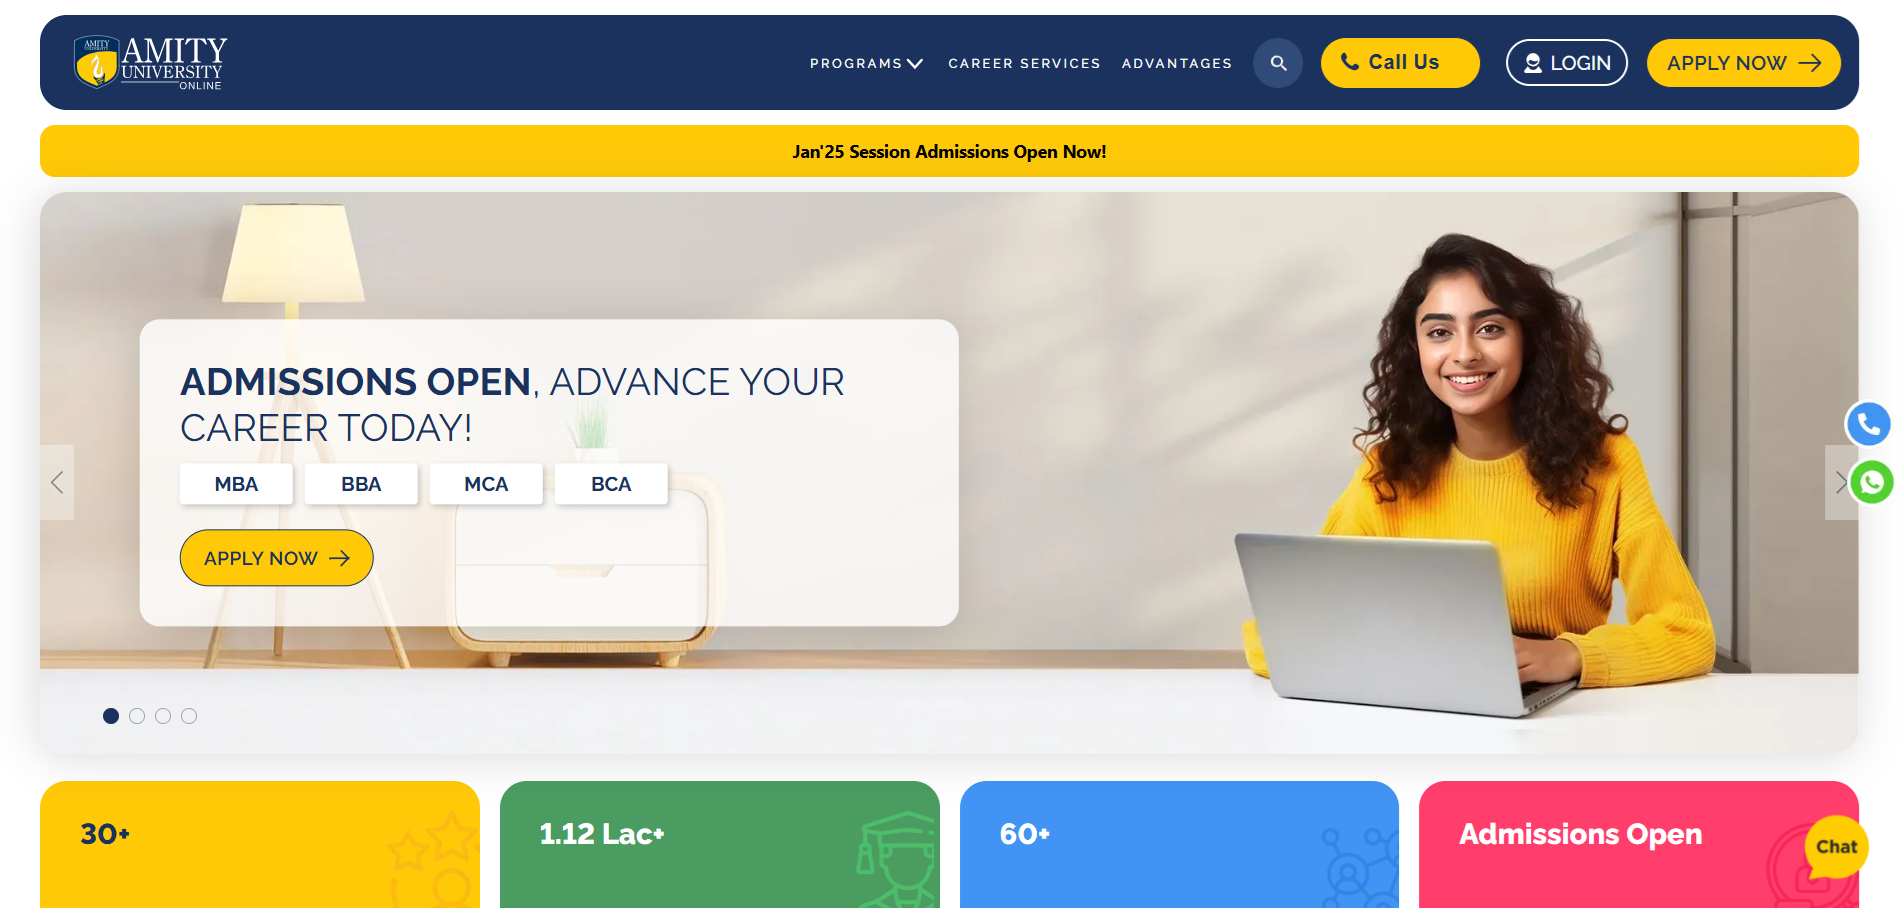 AMITY
UNIVERSITY
AMITY
UNIVERSITY
ONLINE
PROGRAMS
CAREER SERVICES
ADVANTAGES
Call Us
LOGIN
APPLY NOW
Jan'25 Session Admissions Open Now!
ADMISSIONS OPEN, ADVANCE YOUR
CAREER TODAY!
MBA
BBA
MCA
BCA
APPLY NOW
30+
1.12 Lac+
60+
Admissions Open
Chat